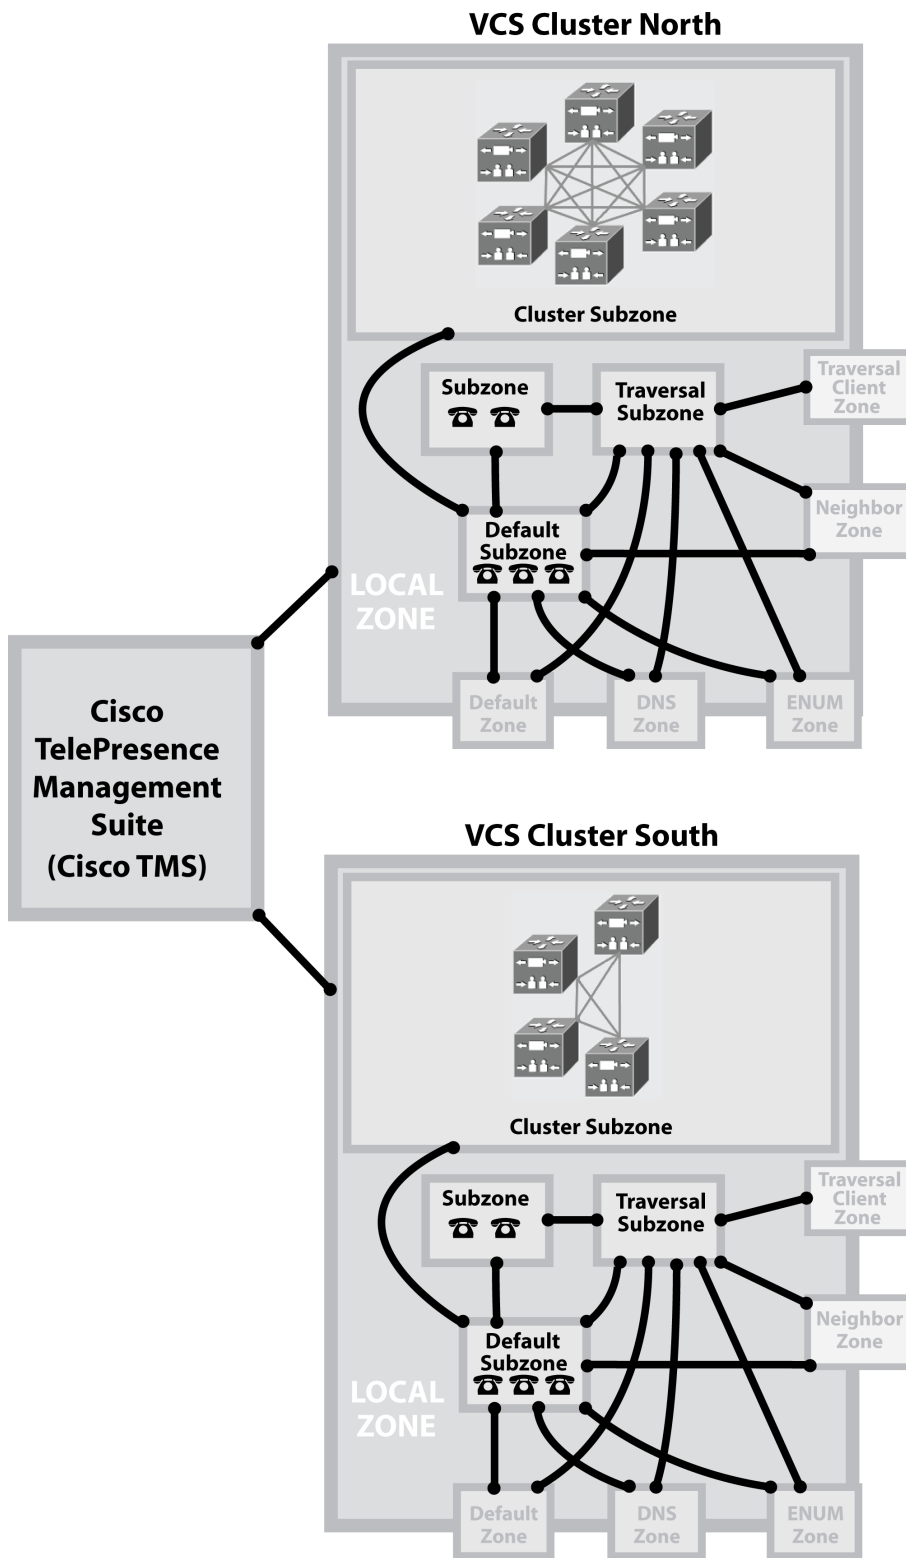 VCS Cluster North
Cluster Subzone
Subzone
Traversal
Subzone
Traversal
Client
Zone
Neighbor
Zone
Default
Subzone
LOCAL
ZONE
Default
Zone
DNS
Zone
ENUM
Zone
Cisco
TelePresence
Management
Suite
(Cisco TMS)
VCS Cluster South
Cluster Subzone
Subzone
Traversal
Subzone
Traversal
Client
Zone
Neighbor
Zone
Default
Subzone
LOCAL
ZONE
Default
Zone
DNS
Zone
ENUM
Zone